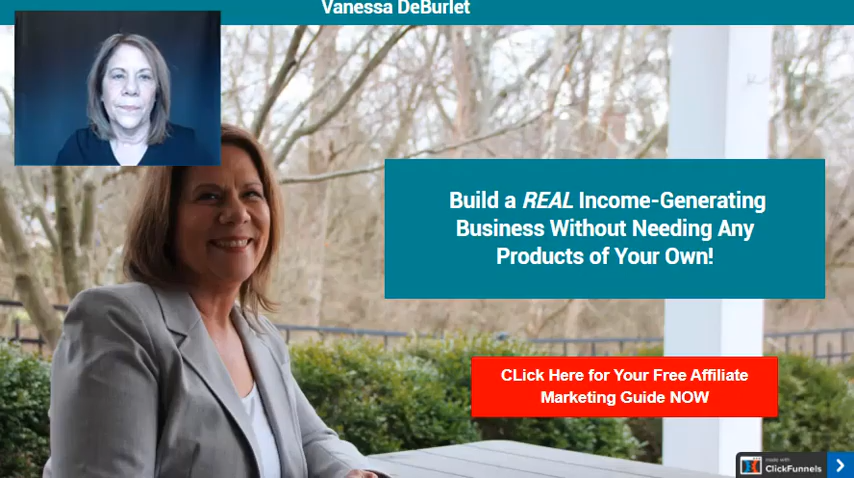 Vanessa DeBurlet
Build a REAL Income-Generating
Business Without Needing Any
Products of Your Own!
CLick Here for Your Free Affiliate
Marketing Guide NOW
made with
ClickFunnels